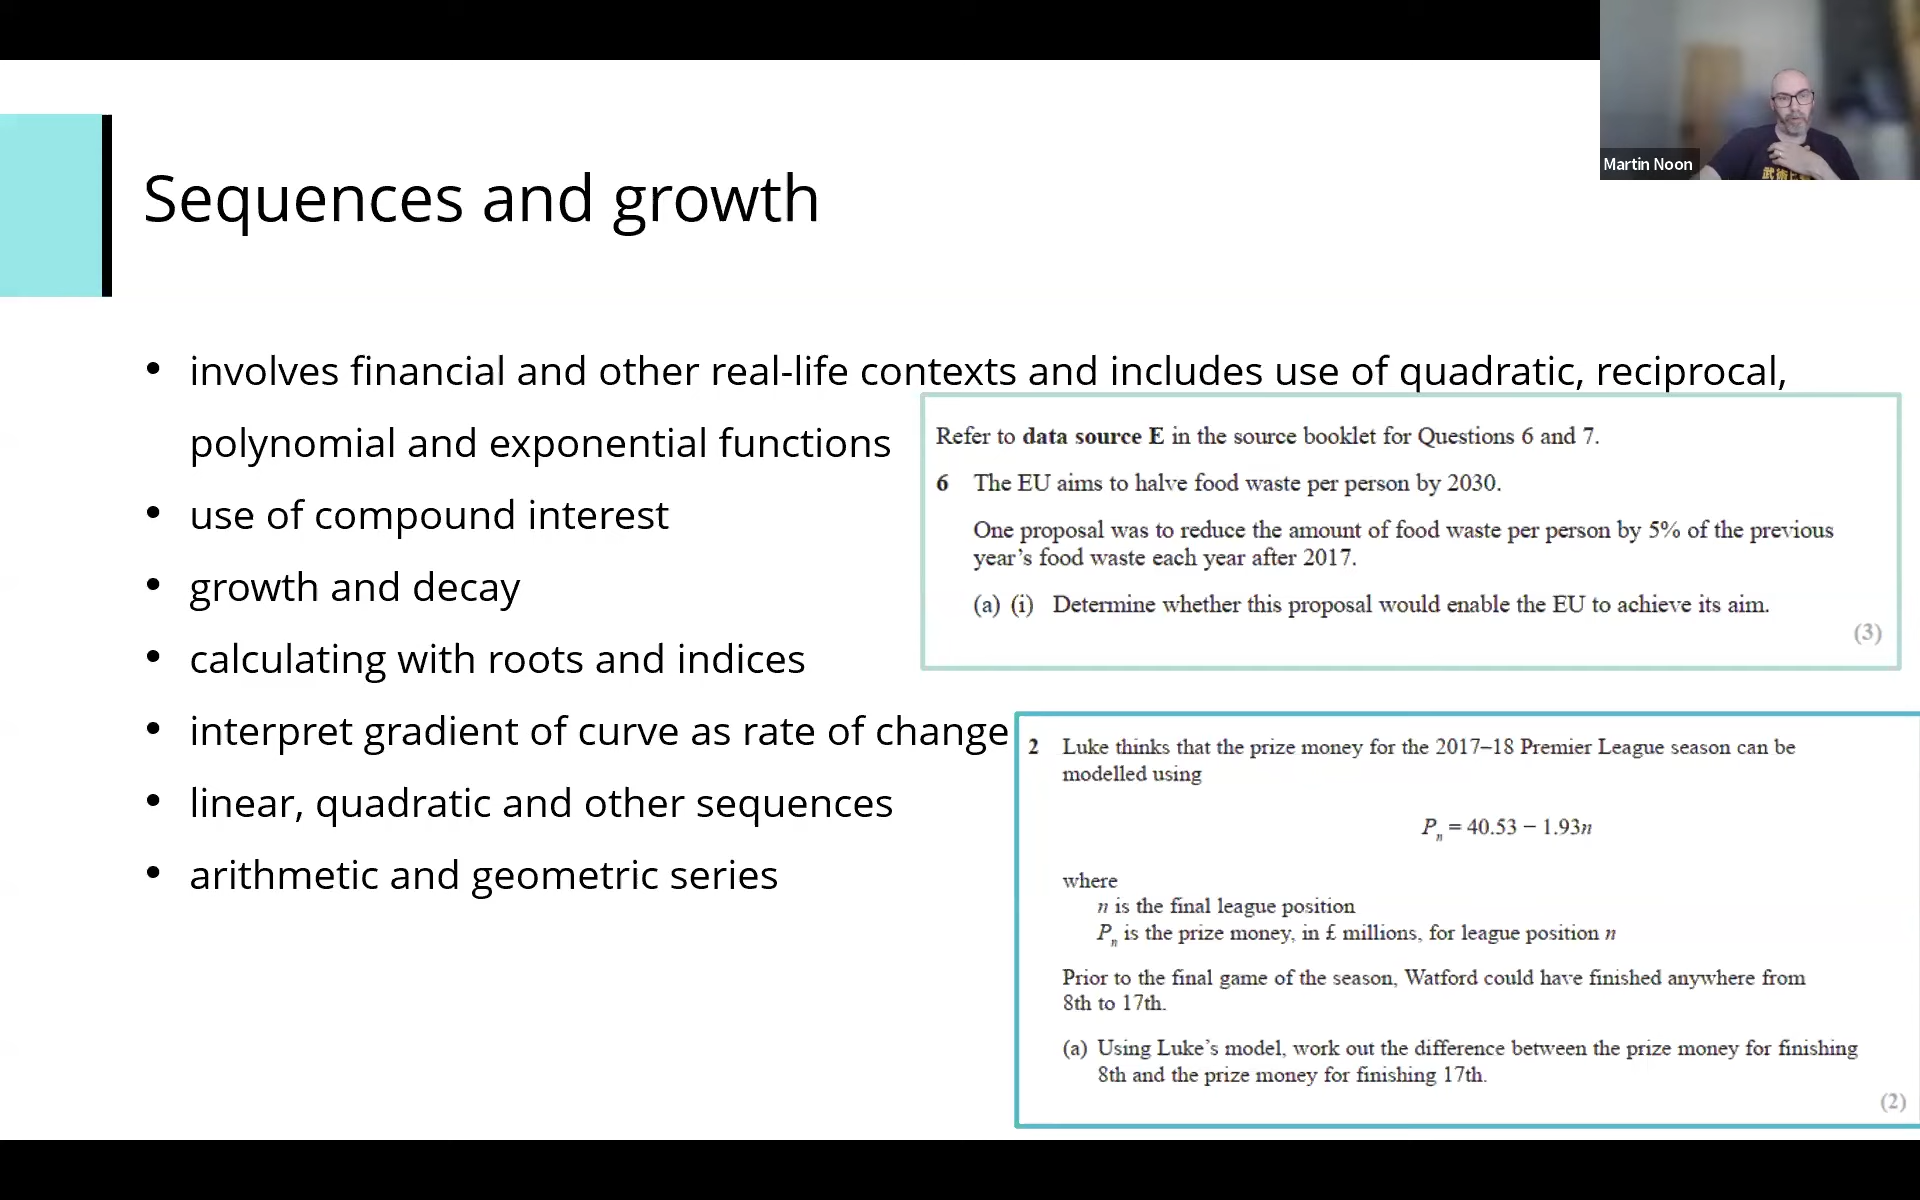 Martin Noon
Sequences and growth
• involves financial and other real-life contexts and includes use of quadratic, reciprocal,
polynomial and exponential functions
• use of compound interest
• growth and decay
• calculating with roots and indices
• interpret gradient of curve as rate of change
• linear, quadratic and other sequences
• arithmetic and geometric series
Refer to data source E in the source booklet for Questions 6 and 7.
6 The EU aims to halve food waste per person by 2030.
One proposal was to reduce the amount of food waste per person by 5% of the previous
year's food waste each year after 2017.
(a) (i) Determine whether this proposal would enable the EU to achieve its aim.
(3)
2 Luke thinks that the prize money for the 2017–18 Premier League season can be
modelled using
Pₙ = 40.53 − 1.93n
where
n is the final league position
Pₙ is the prize money, in £ millions, for league position n
Prior to the final game of the season, Watford could have finished anywhere from
8th to 17th.
(a) Using Luke's model, work out the difference between the prize money for finishing
8th and the prize money for finishing 17th.
(2)